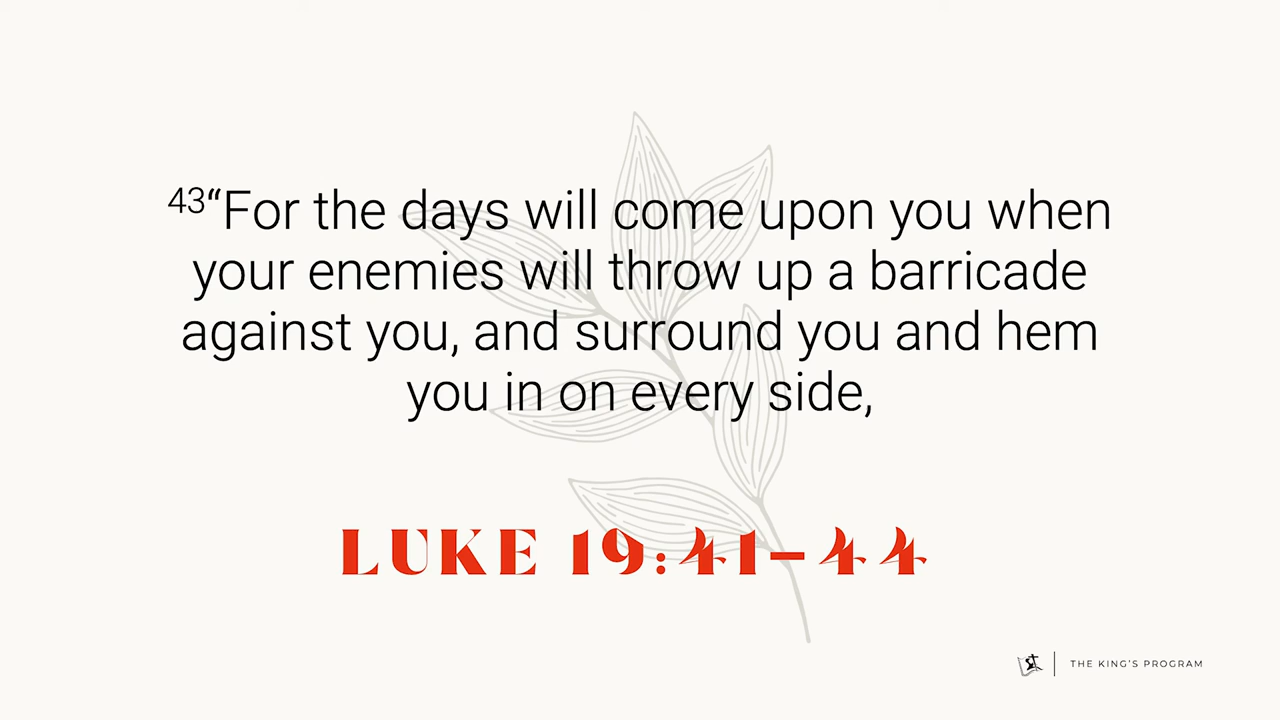 43“For the days will come upon you when
your enemies will throw up a barricade
against you, and surround you and hem
you in on every side,
LUKE 19:41–44
THE KING'S PROGRAM